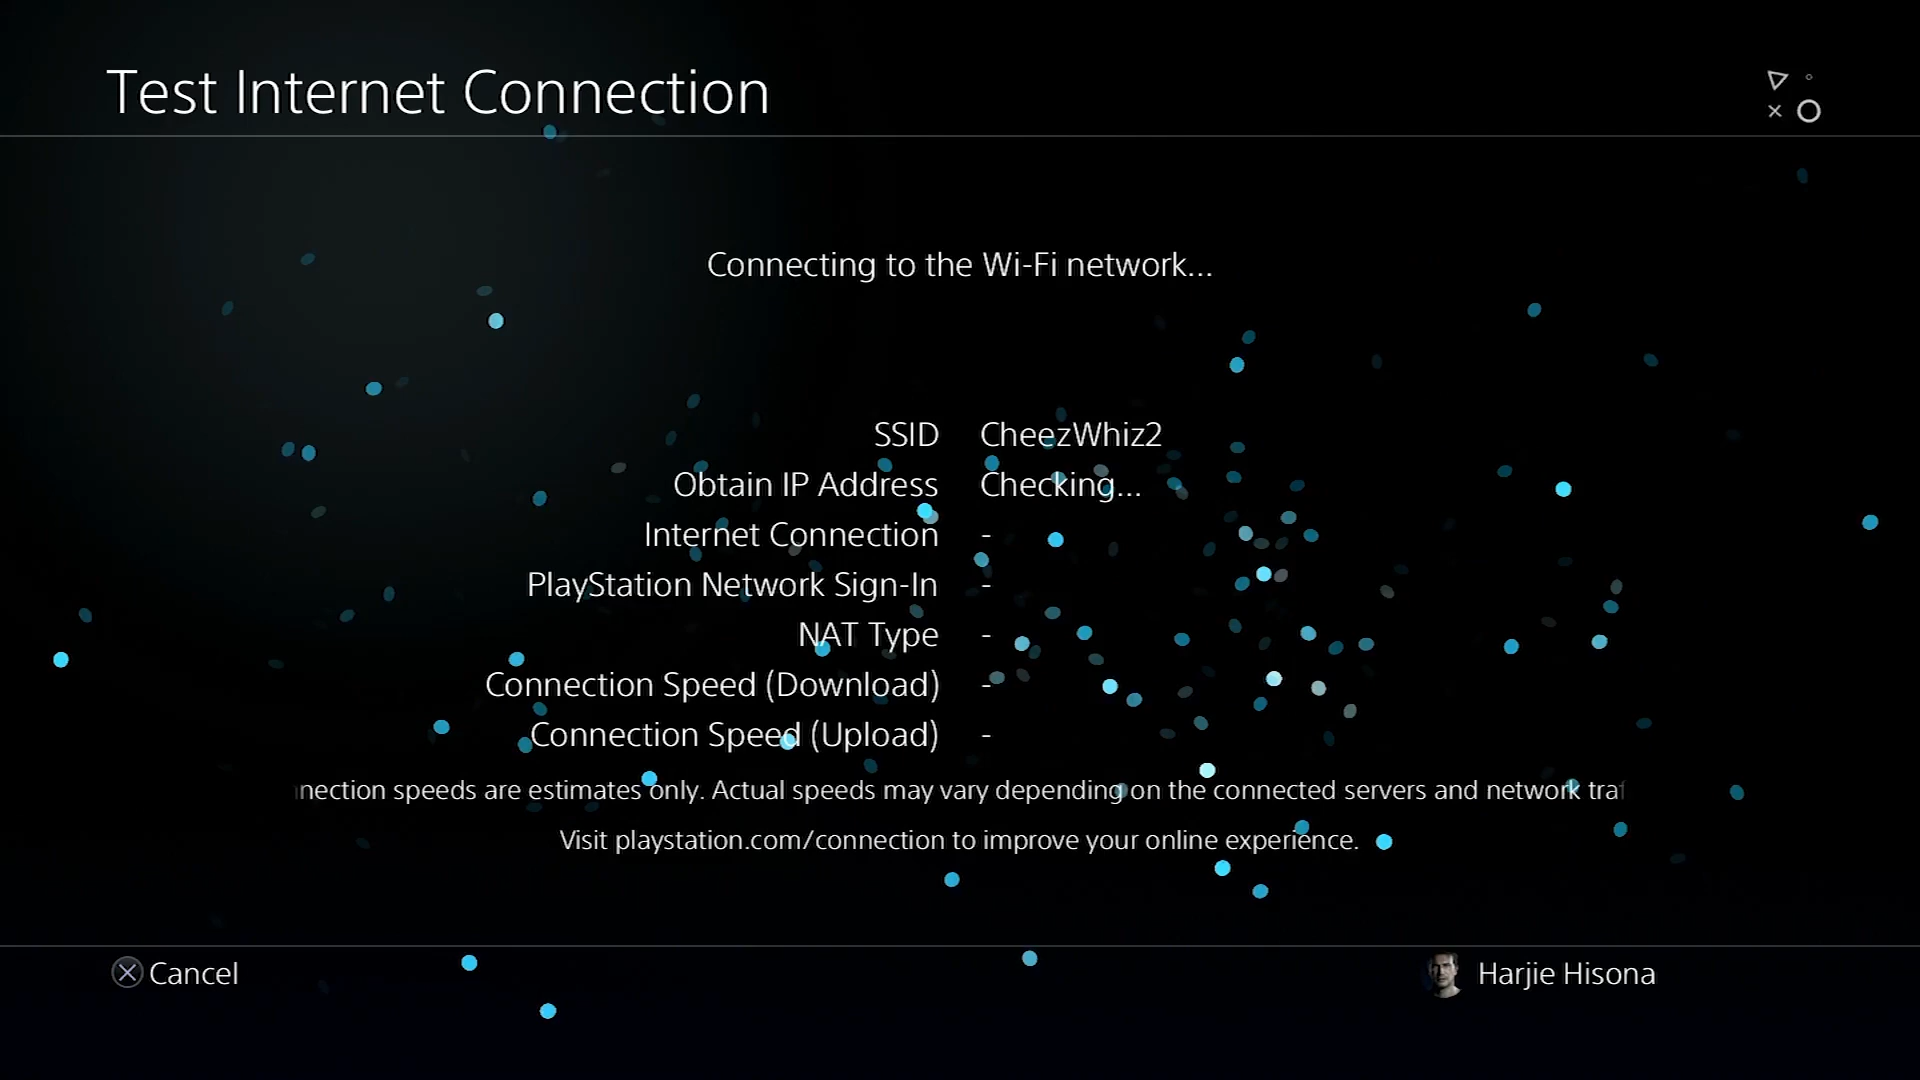 Test Internet Connection
Connecting to the Wi-Fi network...
SSID CheezWhiz2
Obtain IP Address Checking...
Internet Connection -
PlayStation Network Sign-In -
NAT Type -
Connection Speed (Download) -
Connection Speed (Upload) -
nnection speeds are estimates only. Actual speeds may vary depending on the connected servers and network traf
Visit playstation.com/connection to improve your online experience.
Cancel
Harjie Hisona